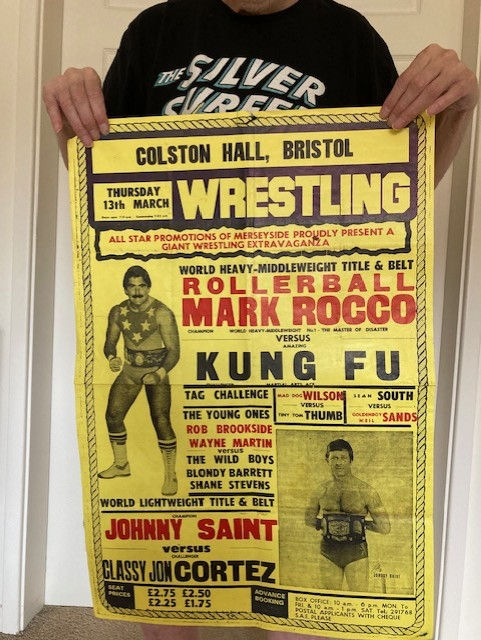 THE SILVER
SURFER
COLSTON HALL, BRISTOL
THURSDAY
13th MARCH
WRESTLING
ALL STAR PROMOTIONS OF MERSEYSIDE PROUDLY PRESENT A
GIANT WRESTLING EXTRAVAGANZA
WORLD HEAVY-MIDDLEWEIGHT TITLE & BELT
ROLLERBALL
MARK ROCCO
CHAMPION WORLD HEAVY-MIDDLEWEIGHT No.1 - THE MASTER OF DISASTER
VERSUS
AMAZING
KUNG FU
MARTIAL ARTS ACE
TAG CHALLENGE
THE YOUNG ONES
ROB BROOKSIDE
WAYNE MARTIN
versus
THE WILD BOYS
BLONDY BARRETT
SHANE STEVENS
MAD DOG WILSON
VERSUS
TINY TOM THUMB
SEAN SOUTH
VERSUS
GOLDENBOY NEIL SANDS
WORLD LIGHTWEIGHT TITLE & BELT
CHAMPION
JOHNNY SAINT
versus
CHALLENGER
CLASSY JON CORTEZ
JOHNNY SAINT
SEAT
PRICES
£2.75 £2.50
£2.25 £1.75
ADVANCE
BOOKING
BOX OFFICE: 10 a.m. - 6 p.m. MON. To
FRI. & 10 a.m. - 1 p.m. SAT. Tel. 291768
POSTAL APPLICANTS WITH CHEQUE
S.A.E. PLEASE